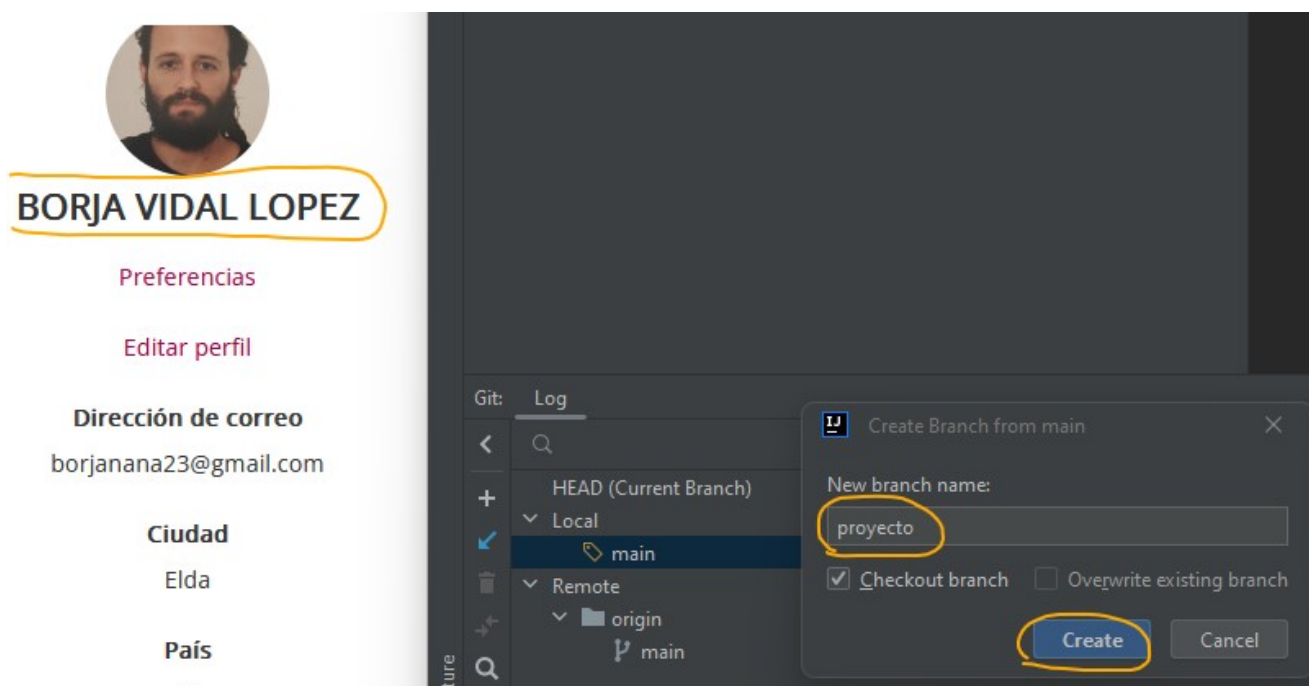 BORJA VIDAL LOPEZ
Preferencias
Editar perfil
Dirección de correo
borjanana23@gmail.com
Ciudad
Elda
País
Git: Log
HEAD (Current Branch)
Local
main
Remote
origin
main
IJ Create Branch from main
New branch name:
proyecto
Checkout branch Overwrite existing branch
Create Cancel